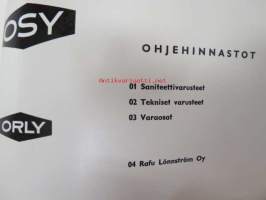 OSY
OHJEHINNASTOT
01 Saniteettivarusteet
02 Tekniset varusteet
03 Varaosat
ORLY
04 Rafu Lönnström Oy